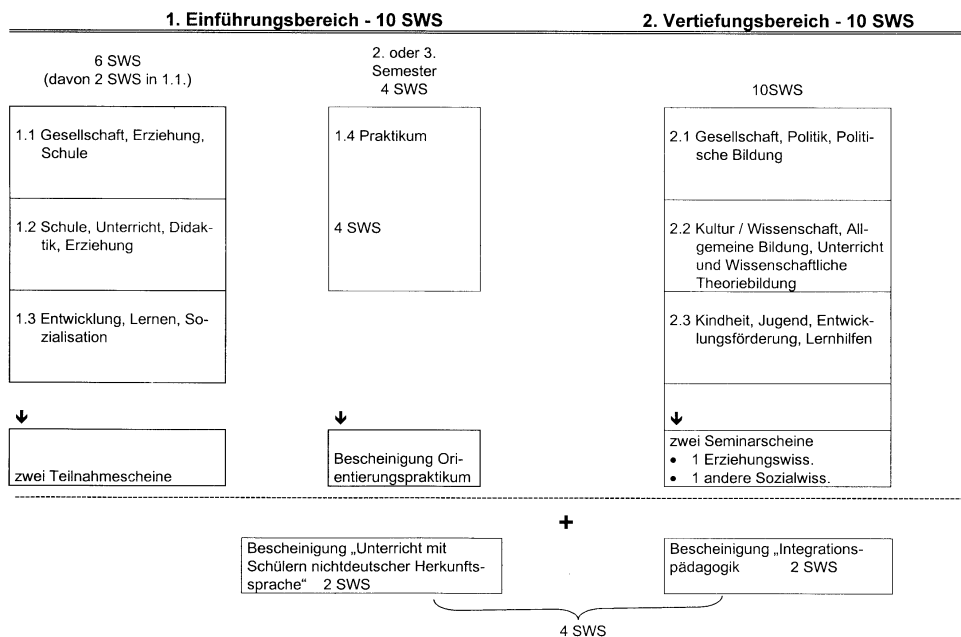 1. Einführungsbereich - 10 SWS
2. Vertiefungsbereich - 10 SWS
6 SWS
(davon 2 SWS in 1.1.)
2. oder 3.
Semester
4 SWS
10SWS
1.1 Gesellschaft, Erziehung,
Schule
1.2 Schule, Unterricht, Didak-
tik, Erziehung
1.3 Entwicklung, Lernen, So-
zialisation
1.4 Praktikum
4 SWS
2.1 Gesellschaft, Politik, Politi-
sche Bildung
2.2 Kultur / Wissenschaft, All-
gemeine Bildung, Unterricht
und Wissenschaftliche
Theoriebildung
2.3 Kindheit, Jugend, Entwick-
lungsförderung, Lernhilfen
zwei Teilnahmescheine
Bescheinigung Ori-
entierungspraktikum
zwei Seminarscheine
• 1 Erziehungswiss.
• 1 andere Sozialwiss.
+
Bescheinigung „Unterricht mit
Schülern nichtdeutscher Herkunfts-
sprache“ 2 SWS
Bescheinigung „Integrations-
pädagogik 2 SWS
4 SWS